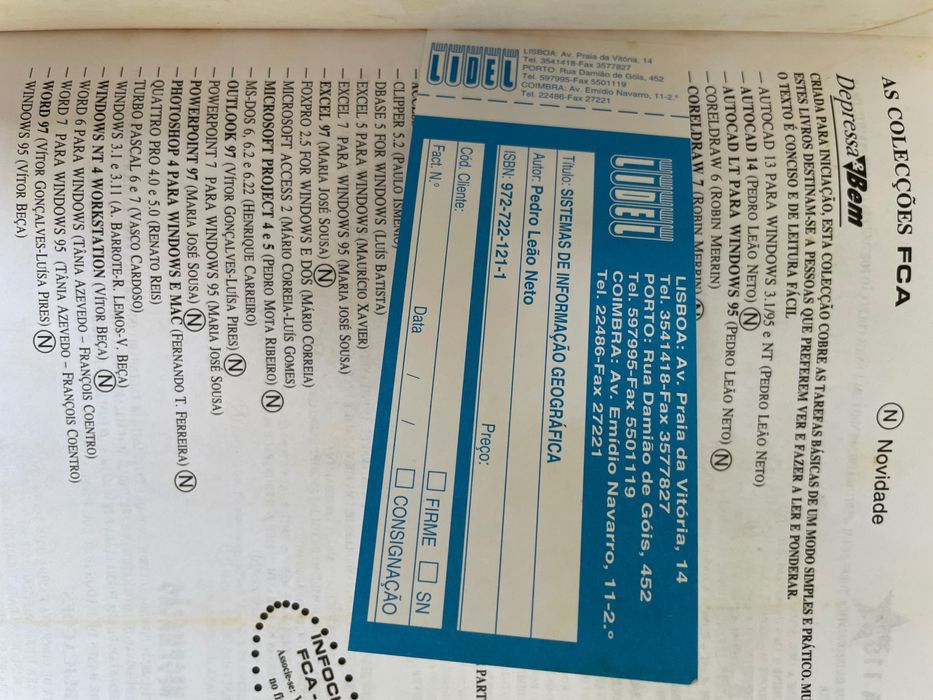 AS COLECÇÕES FCA
N Novidade
Depressa & Bem
CRIADA PARA INICIAÇÃO, ESTA COLECÇÃO COBRE AS TAREFAS BÁSICAS DE UM MODO SIMPLES E PRÁTICO. MU
ESTES LIVROS DESTINAM-SE A PESSOAS QUE PREFEREM VER E FAZER A LER E PONDERAR.
O TEXTO É CONCISO E DE LEITURA FÁCIL
– AUTOCAD 13 PARA WINDOWS 3.1/95 e NT (PEDRO LEÃO NETO)
– AUTOCAD 14 (PEDRO LEÃO NETO) N
– AUTOCAD LT PARA WINDOWS 95 (PEDRO LEÃO NETO) N
– CORELDRAW 6 (ROBIN MERRIN)
– CORELDRAW 7 (ROBIN MERRIN) N
LIDEL
LISBOA: Av. Praia da Vitória, 14
Tel. 3541418-Fax 3577827
PORTO: Rua Damião de Góis, 452
Tel. 597995-Fax 5501119
COIMBRA: Av. Emídio Navarro, 11-2.º
Tel. 22486-Fax 27221
LIDEL
LISBOA: Av. Praia da Vitória, 14
Tel. 3541418-Fax 3577827
PORTO: Rua Damião de Góis, 452
Tel. 597995-Fax 5501119
COIMBRA: Av. Emídio Navarro, 11-2.º
Tel. 22486-Fax 27221
Título: SISTEMAS DE INFORMAÇÃO GEOGRÁFICA
Autor: Pedro Leão Neto
ISBN: 972-722-121-1 Preço:
Cód. Cliente: FIRME SN
Fact. N.º Data / / CONSIGNAÇÃO
– CLIPPER 5.2 (PAULO ISMENO
– DBASE 5 FOR WINDOWS (LUÍS BATISTA)
– EXCEL 5 PARA WINDOWS (MAURICIO XAVIER)
– EXCEL 7 PARA WINDOWS 95 (MARIA JOSÉ SOUSA)
– EXCEL 97 (MARIA JOSÉ SOUSA) N
– FOXPRO 2.5 FOR WINDOWS E DOS (MÁRIO CORREIA)
– MICROSOFT ACCESS 2 (MÁRIO CORREIA-LUÍS GOMES)
– MICROSOFT PROJECT 4 e 5 (PEDRO MOTA RIBEIRO) N
– MS-DOS 6, 6.2 e 6.22 (HENRIQUE CARREIRO)
– OUTLOOK 97 (VÍTOR GONÇALVES-LUÍSA PIRES) N
– POWERPOINT 7 PARA WINDOWS 95 (MARIA JOSÉ SOUSA)
– POWERPOINT 97 (MARIA JOSÉ SOUSA) N
– PHOTOSHOP 4 PARA WINDOWS E MAC (FERNANDO T. FERREIRA) N
– QUATTRO PRO 4.0 e 5.0 (RENATO REIS)
– TURBO PASCAL 6 e 7 (VASCO CARDOSO)
– WINDOWS 3.1 e 3.11 (A. BARROTE-R. LEMOS-V. BEÇA)
– WINDOWS NT 4 WORKSTATION (VÍTOR BEÇA) N
– WORD 6 PARA WINDOWS (TÂNIA AZEVEDO – FRANÇOIS COENTRO)
– WORD 7 PARA WINDOWS 95 (TÂNIA AZEVEDO – FRANÇOIS COENTRO)
– WORD 97 (VÍTOR GONÇALVES-LUÍSA PIRES) N
– WINDOWS 95 (VÍTOR BEÇA)
PART
INFOCL
FCA -
Associe-se:
no fi